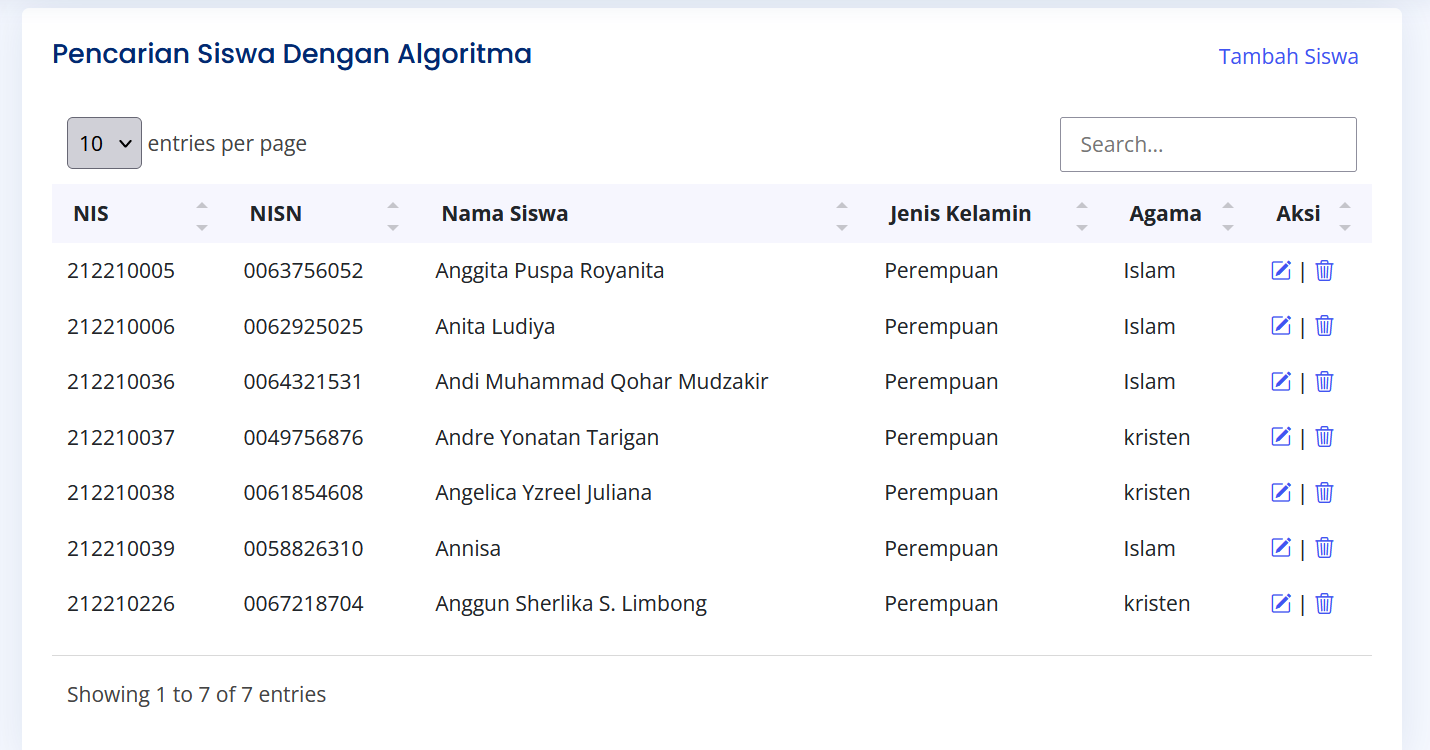 Pencarian Siswa Dengan Algoritma
Tambah Siswa
10 entries per page
Search...
NIS NISN Nama Siswa Jenis Kelamin Agama Aksi
212210005 0063756052 Anggita Puspa Royanita Perempuan Islam |
212210006 0062925025 Anita Ludiya Perempuan Islam |
212210036 0064321531 Andi Muhammad Qohar Mudzakir Perempuan Islam |
212210037 0049756876 Andre Yonatan Tarigan Perempuan kristen |
212210038 0061854608 Angelica Yzreel Juliana Perempuan kristen |
212210039 0058826310 Annisa Perempuan Islam |
212210226 0067218704 Anggun Sherlika S. Limbong Perempuan kristen |
Showing 1 to 7 of 7 entries